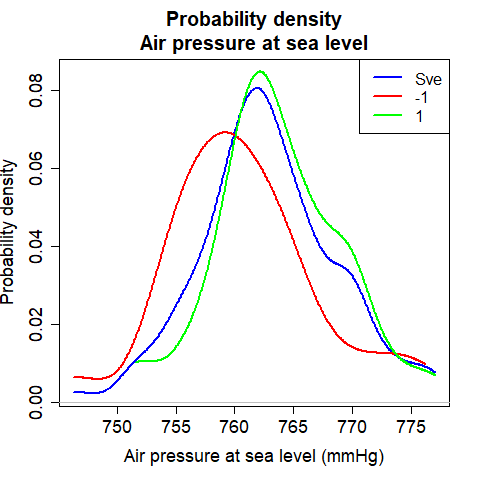 Probability density
Air pressure at sea level
Sve
-1
1
Probability density
0.00
0.02
0.04
0.06
0.08
750 755 760 765 770 775
Air pressure at sea level (mmHg)